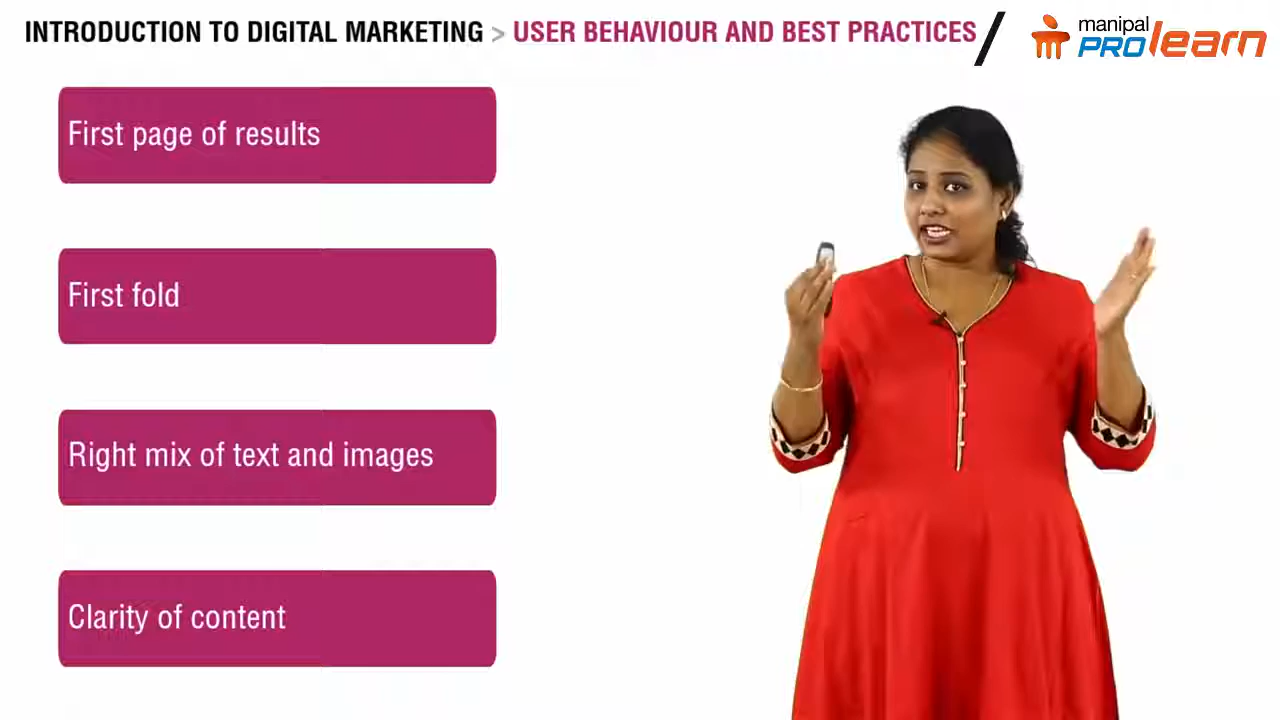 INTRODUCTION TO DIGITAL MARKETING > USER BEHAVIOUR AND BEST PRACTICES
manipal
PROlearn
First page of results
First fold
Right mix of text and images
Clarity of content